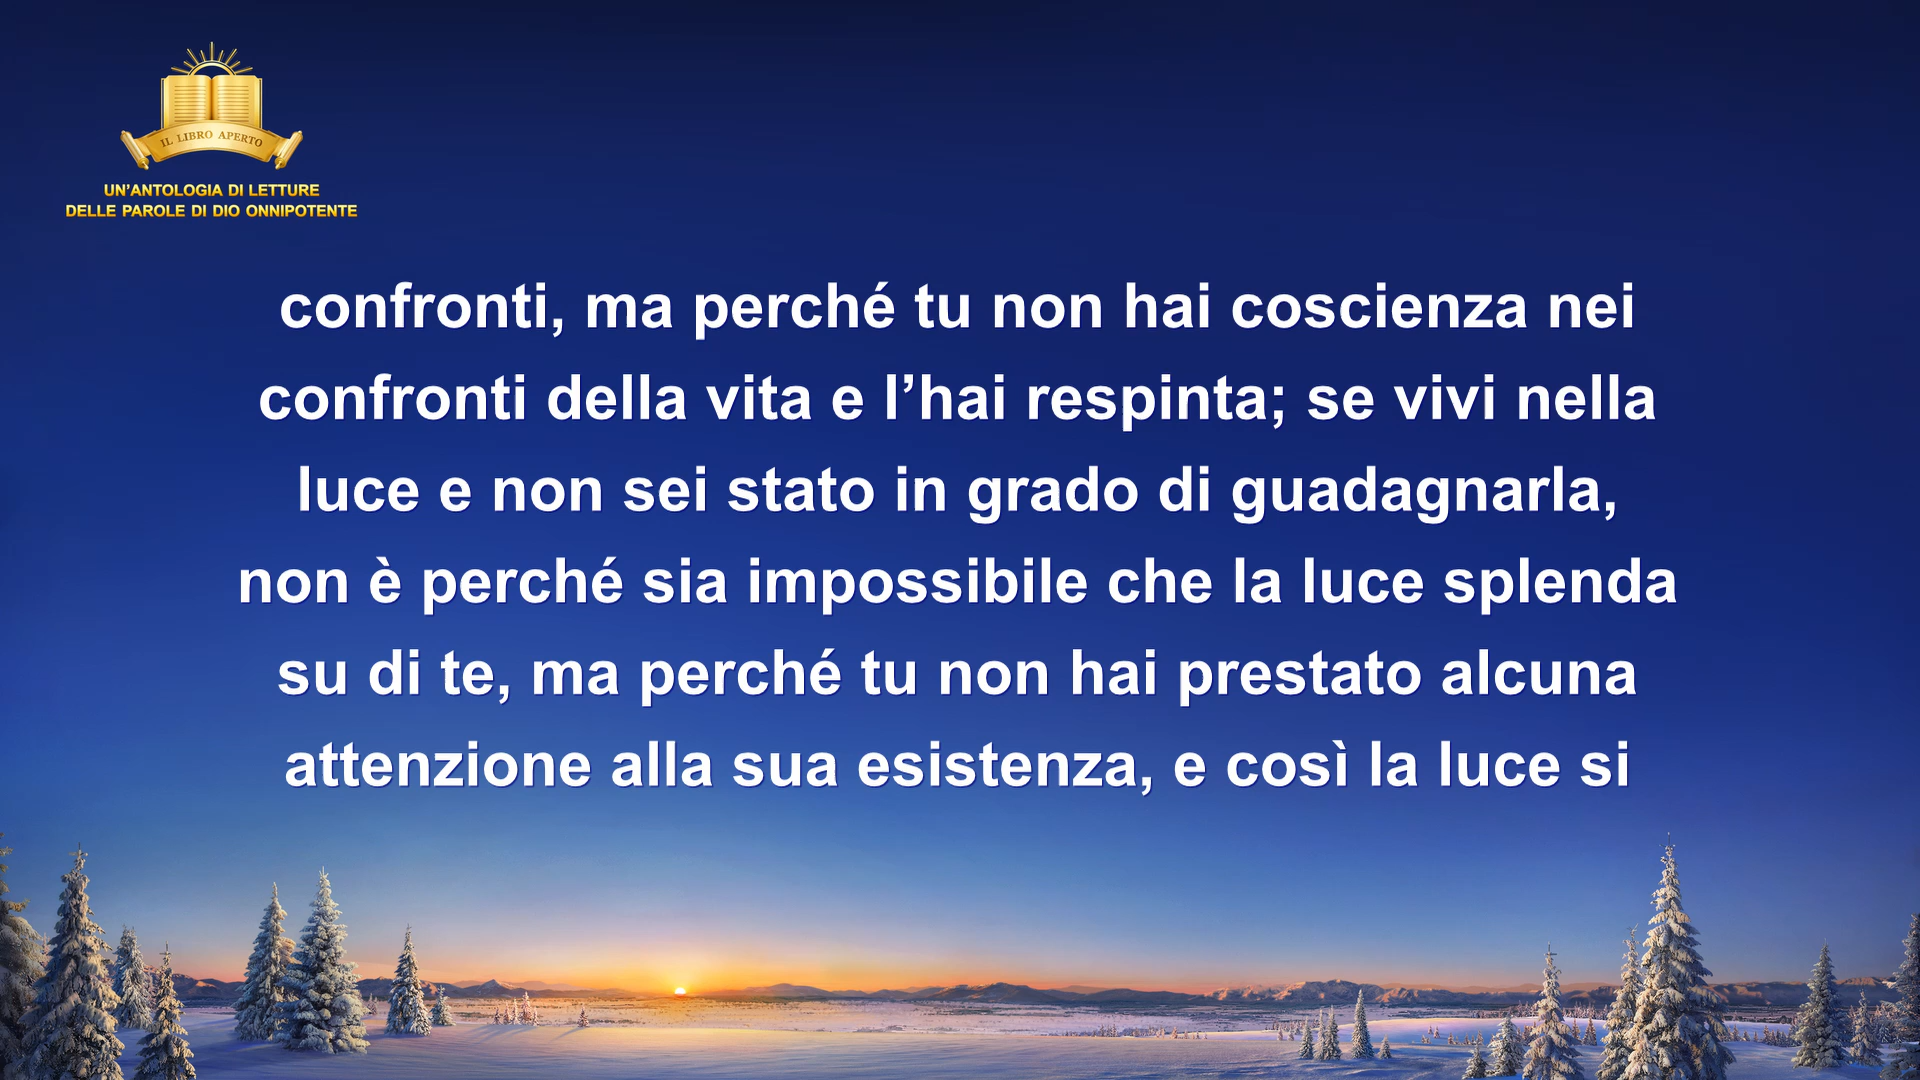 IL LIBRO APERTO
UN’ANTOLOGIA DI LETTURE
DELLE PAROLE DI DIO ONNIPOTENTE
confronti, ma perché tu non hai coscienza nei
confronti della vita e l’hai respinta; se vivi nella
luce e non sei stato in grado di guadagnarla,
non è perché sia impossibile che la luce splenda
su di te, ma perché tu non hai prestato alcuna
attenzione alla sua esistenza, e così la luce si